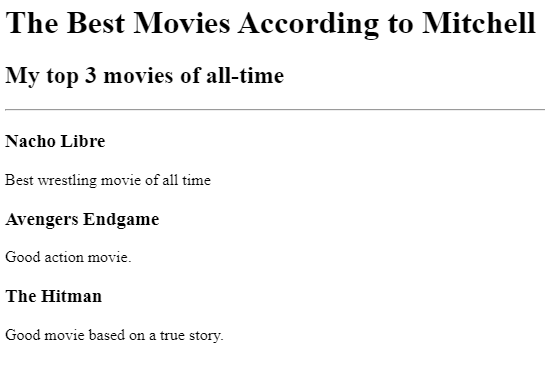 The Best Movies According to Mitchell
My top 3 movies of all-time
Nacho Libre
Best wrestling movie of all time
Avengers Endgame
Good action movie.
The Hitman
Good movie based on a true story.